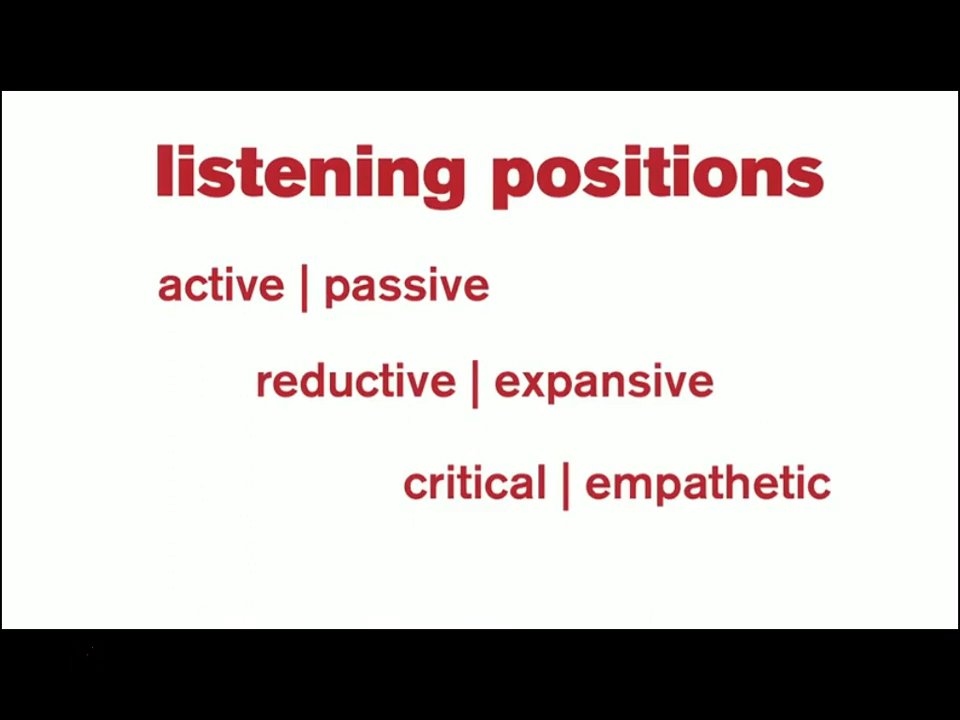 listening positions
active | passive
reductive | expansive
critical | empathetic